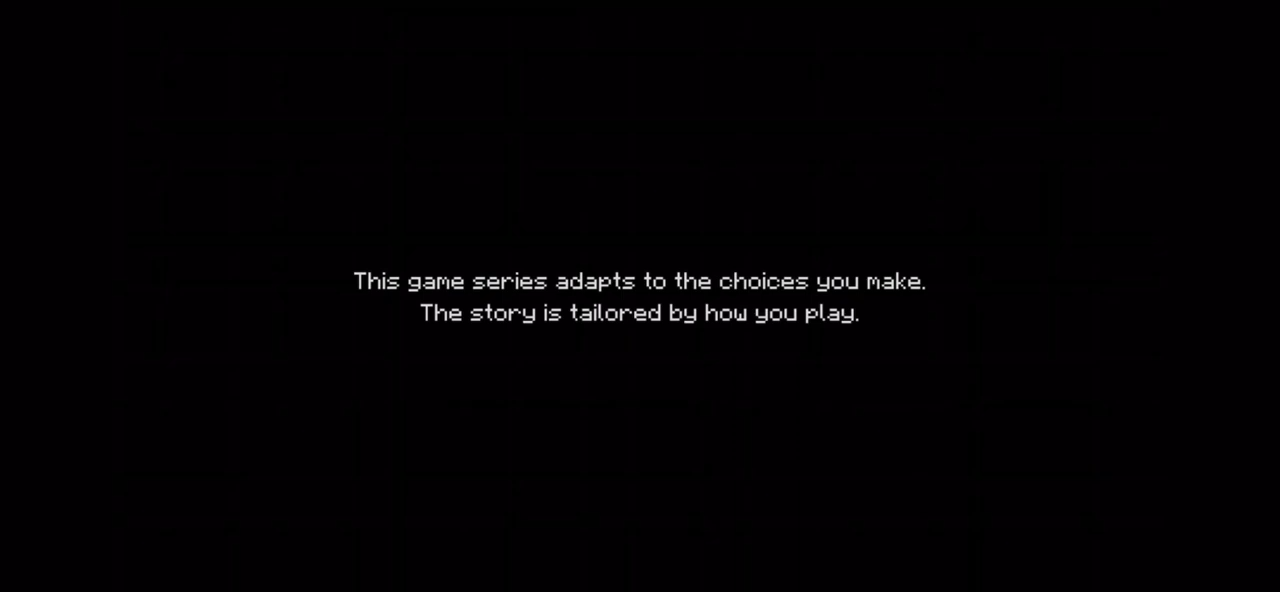 This game series adapts to the choices you make.
The story is tailored by how you play.